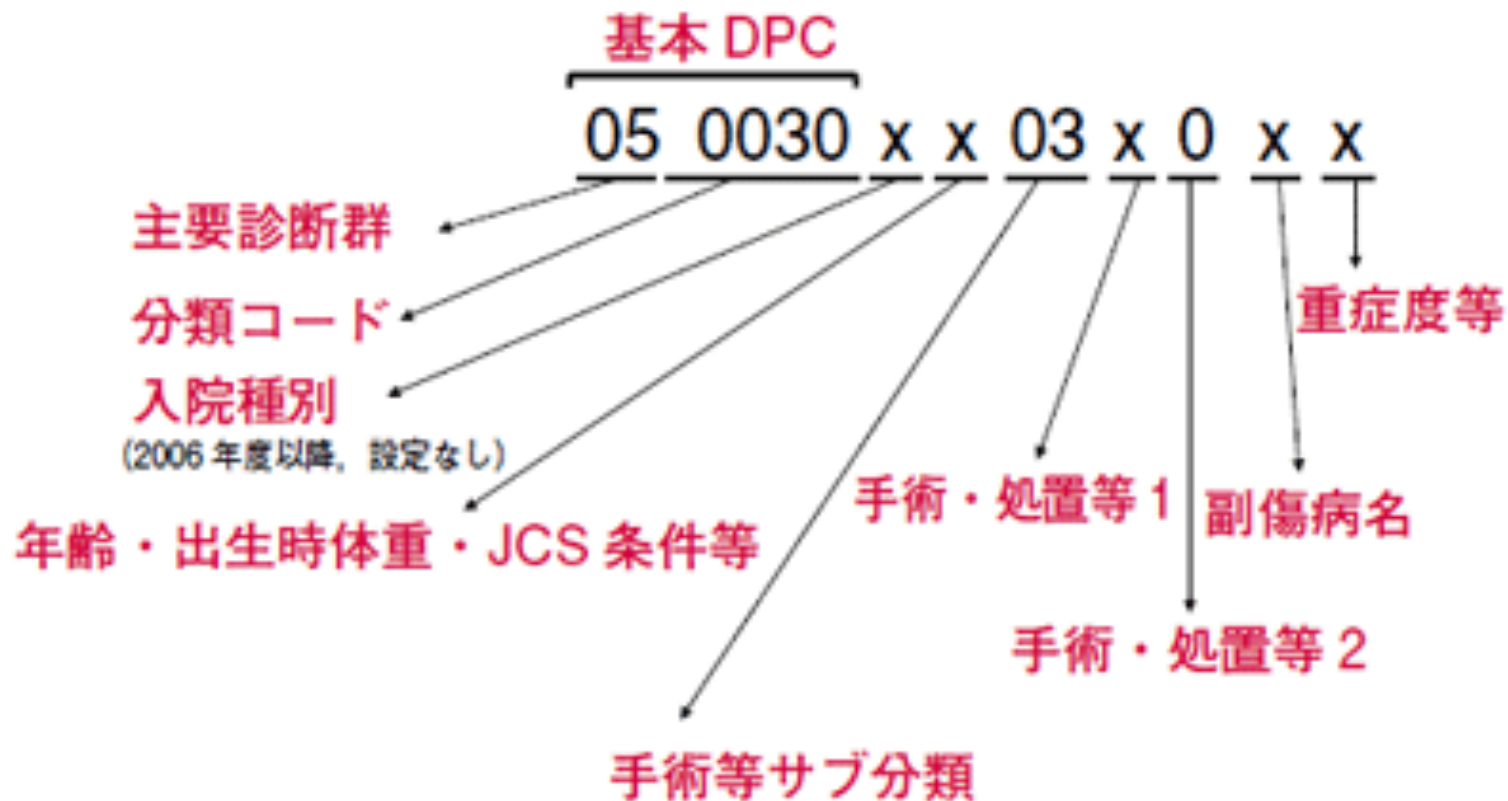 基本 DPC
05 0030 x x 03 x 0 x x
主要診断群
分類コード
重症度等
入院種別
(2006 年度以降，設定なし)
手術・処置等 1
副傷病名
年齢・出生時体重・JCS 条件等
手術・処置等 2
手術等サブ分類